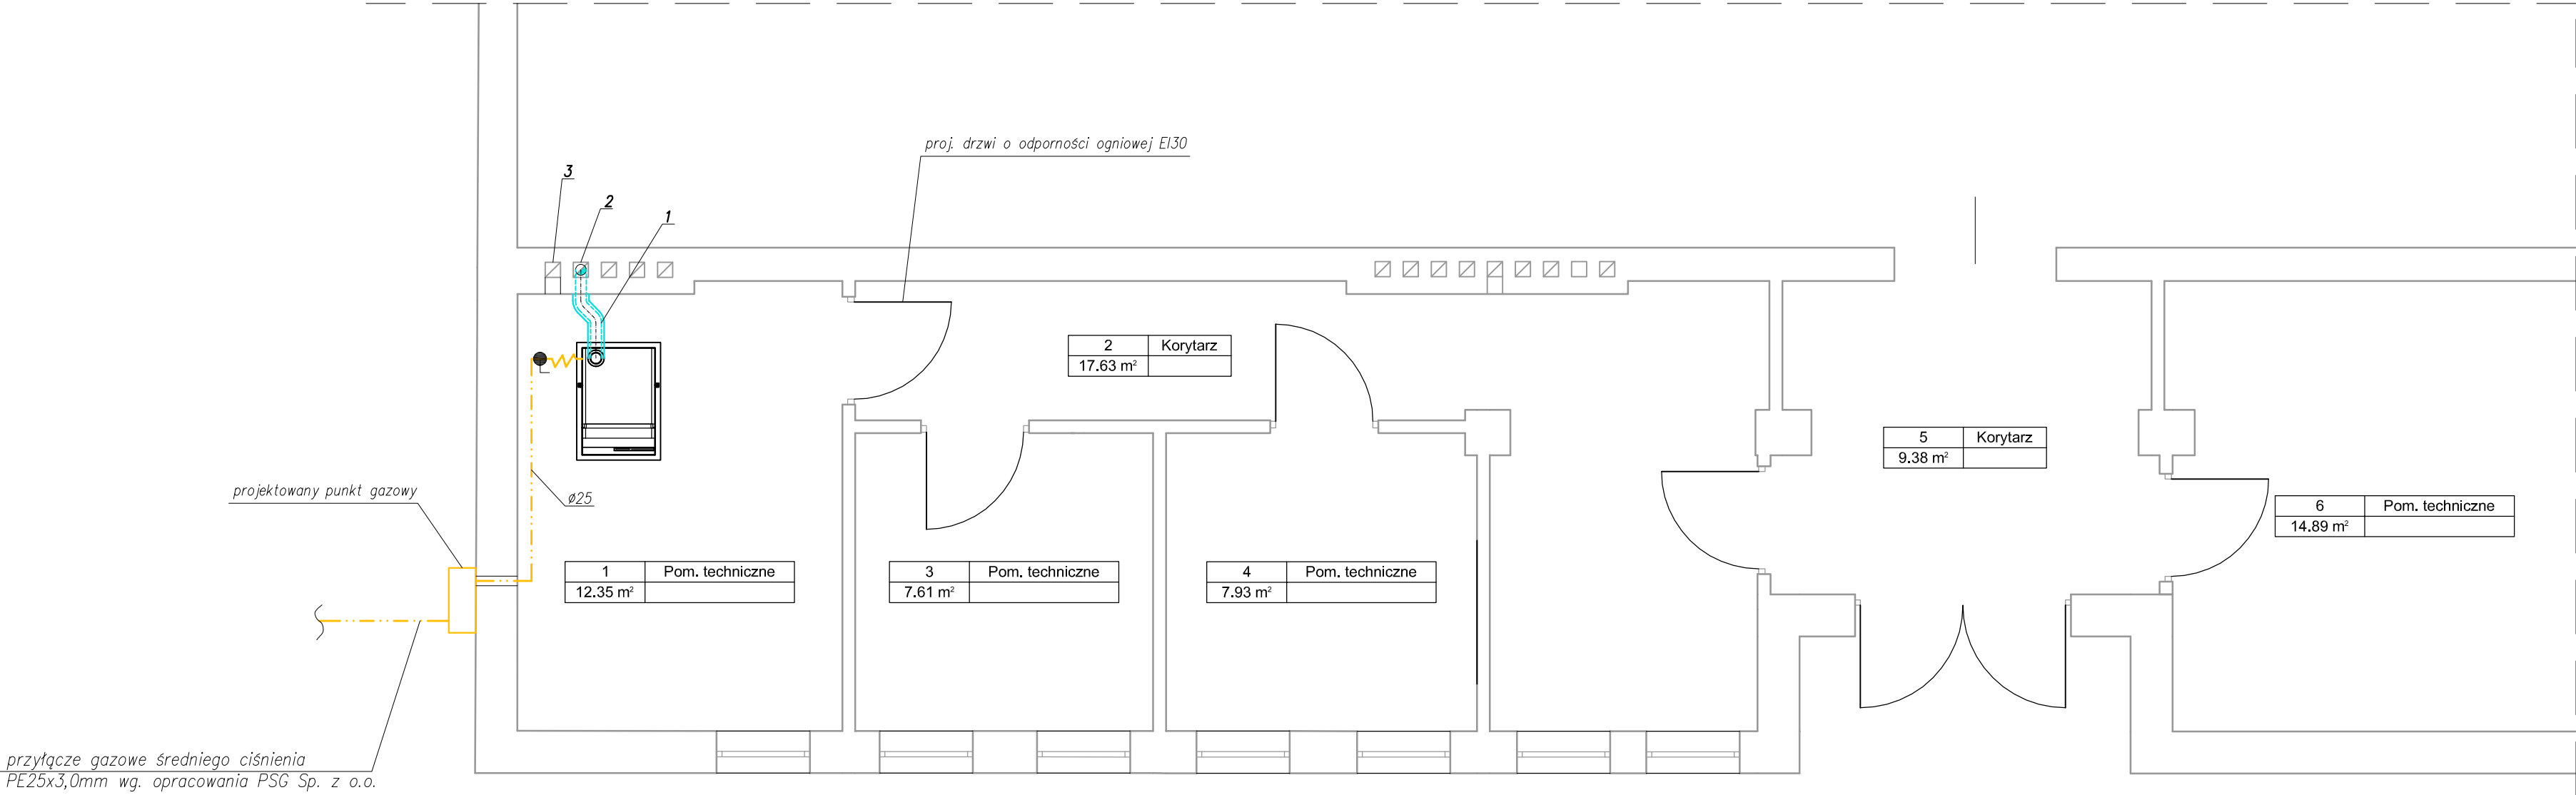 proj. drzwi o odporności ogniowej EI30
3
2
1
2 Korytarz
17.63 m²
5 Korytarz
9.38 m²
projektowany punkt gazowy
ø25
6 Pom. techniczne
14.89 m²
1 Pom. techniczne
12.35 m²
3 Pom. techniczne
7.61 m²
4 Pom. techniczne
7.93 m²
przyłącze gazowe średniego ciśnienia
PE25x3,0mm wg. opracowania PSG Sp. z o.o.